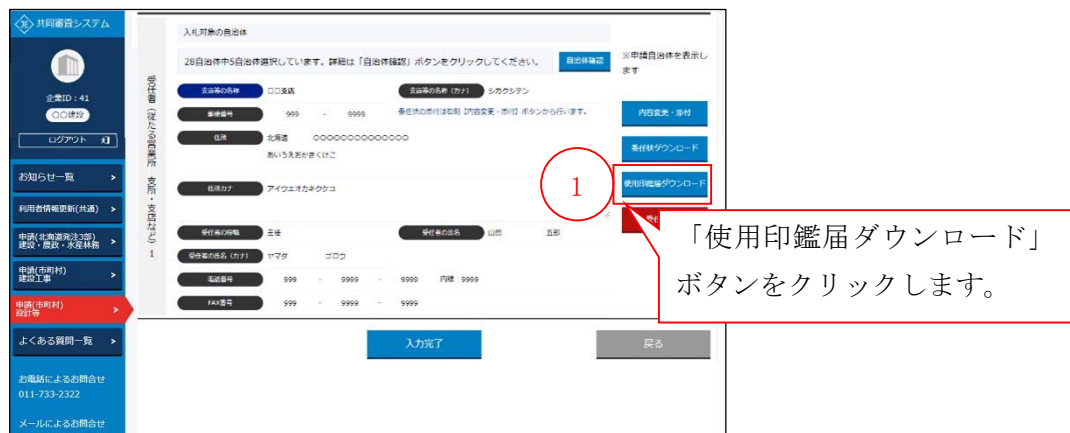 共同審査システム
企業ID：41
〇〇建設
ログアウト
お知らせ一覧
利用者情報更新(共通)
申請(北海道発注3部)
建設・農政・水産林務
申請(市町村)
建設工事
申請(市町村)
設計等
よくある質問一覧
お電話によるお問合せ
011-733-2322
メールによるお問合せ
受任者（従たる営業所 支所・支店など）1
入札対象の自治体
28自治体中5自治体選択しています。詳細は「自治体確認」ボタンをクリックしてください。
自治体確認
※申請自治体を表示し
ます
支店等の名称 〇〇支店 支店等の名称 (カナ) シカクシテン
郵便番号 999 - 9999 委任状の添付は右側【内容変更・添付】ボタンから行います。
内容変更・添付
住所 北海道 〇〇〇〇〇〇〇〇〇〇〇〇〇〇
あいうえおかきくけこ
委任状ダウンロード
住所カナ アイウエオカキクケコ
使用印鑑届ダウンロード
受任者の役職 主任 受任者の氏名 山田 五郎
受任者の氏名 (カナ) ヤマダ ゴロウ
電話番号 999 - 9999 - 9999 内線 9999
FAX番号 999 - 9999 - 9999
入力完了
戻る
1
「使用印鑑届ダウンロード」
ボタンをクリックします。